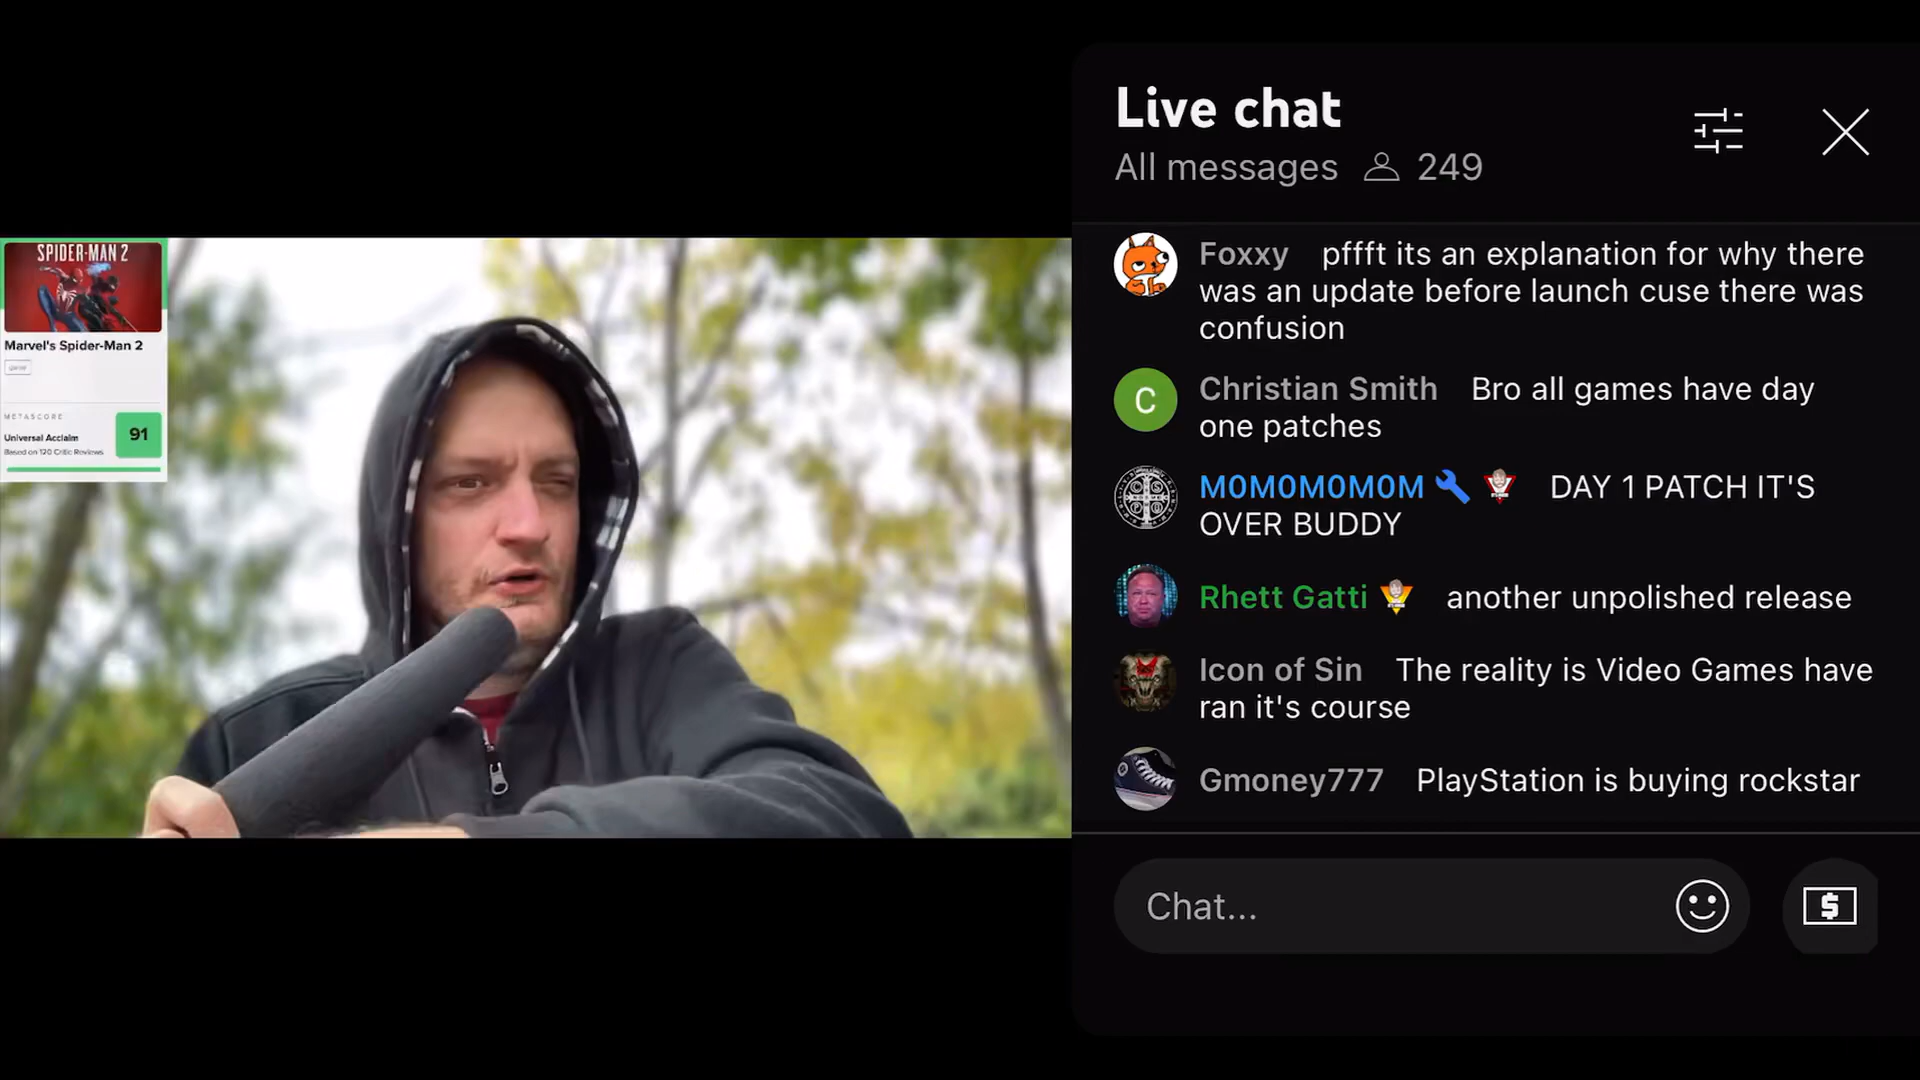 SPIDER-MAN 2
Marvel's Spider-Man 2
METASCORE
Universal Acclaim
Based on 120 Critic Reviews
91
Live chat
All messages 249
Foxxy pffft its an explanation for why there
was an update before launch cuse there was
confusion
C
Christian Smith Bro all games have day
one patches
M0M0M0M0M DAY 1 PATCH IT'S
OVER BUDDY
Rhett Gatti another unpolished release
Icon of Sin The reality is Video Games have
ran it's course
Gmoney777 PlayStation is buying rockstar
Chat...
$